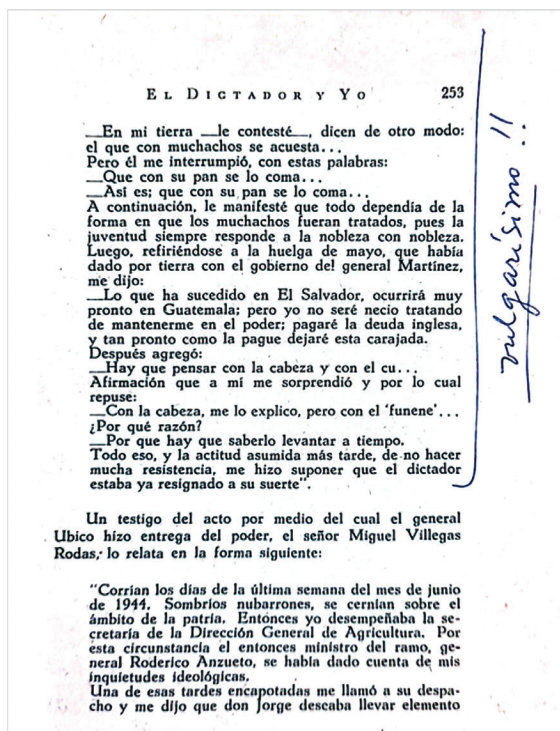 EL DICTADOR Y YO 253
__En mi tierra __le contesté__, dicen de otro modo:
el que con muchachos se acuesta...
Pero él me interrumpió, con estas palabras:
__Que con su pan se lo coma...
__Así es; que con su pan se lo coma...
A continuación, le manifesté que todo dependía de la
forma en que los muchachos fueran tratados, pues la
juventud siempre responde a la nobleza con nobleza.
Luego, refiriéndose a la huelga de mayo, que había
dado por tierra con el gobierno del general Martínez,
me dijo:
__Lo que ha sucedido en El Salvador, ocurrirá muy
pronto en Guatemala; pero yo no seré necio tratando
de mantenerme en el poder; pagaré la deuda inglesa,
y tan pronto como la pague dejaré esta carajada.
Después agregó:
__Hay que pensar con la cabeza y con el cu...
Afirmación que a mí me sorprendió y por lo cual
repuse:
__Con la cabeza, me lo explico, pero con el 'funene'...
¿Por qué razón?
__Por que hay que saberlo levantar a tiempo.
Todo eso, y la actitud asumida más tarde, de no hacer
mucha resistencia, me hizo suponer que el dictador
estaba ya resignado a su suerte".
vulgarísimo!!
Un testigo del acto por medio del cual el general
Ubico hizo entrega del poder, el señor Miguel Villegas
Rodas, lo relata en la forma siguiente:
"Corrían los días de la última semana del mes de junio
de 1944. Sombríos nubarrones, se cernían sobre el
ámbito de la patria. Entonces yo desempeñaba la se-
cretaría de la Dirección General de Agricultura. Por
esta circunstancia el entonces ministro del ramo, ge-
neral Roderico Anzueto, se había dado cuenta de mis
inquietudes ideológicas.
Una de esas tardes encapotadas me llamó a su despa-
cho y me dijo que don Jorge deseaba llevar elemento